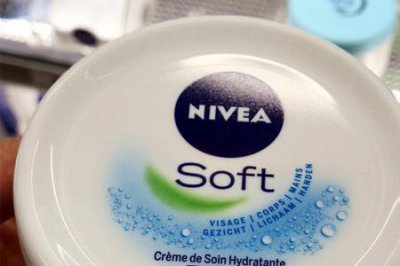 NIVEA
Soft
VISAGE | CORPS | MAINS
GEZICHT | LICHAAM | HANDEN
Crème de Soin Hydratante